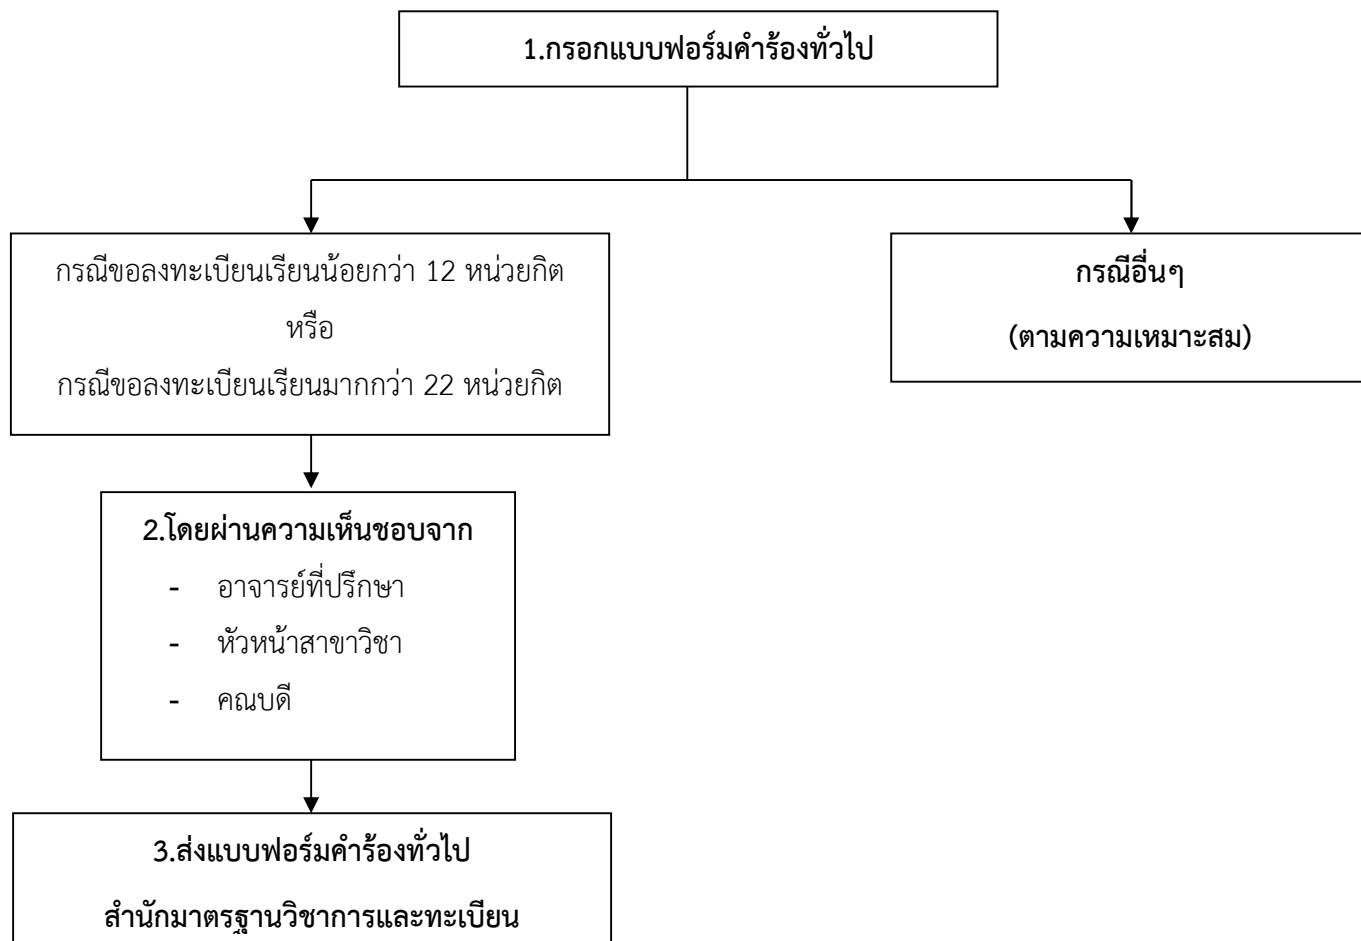 1.กรอกแบบฟอร์มคำร้องทั่วไป
กรณีขอลงทะเบียนเรียนน้อยกว่า 12 หน่วยกิต
หรือ
กรณีขอลงทะเบียนเรียนมากกว่า 22 หน่วยกิต
กรณีอื่นๆ
(ตามความเหมาะสม)
2.โดยผ่านความเห็นชอบจาก
- อาจารย์ที่ปรึกษา
- หัวหน้าสาขาวิชา
- คณบดี
3.ส่งแบบฟอร์มคำร้องทั่วไป
สำนักมาตรฐานวิชาการและทะเบียน